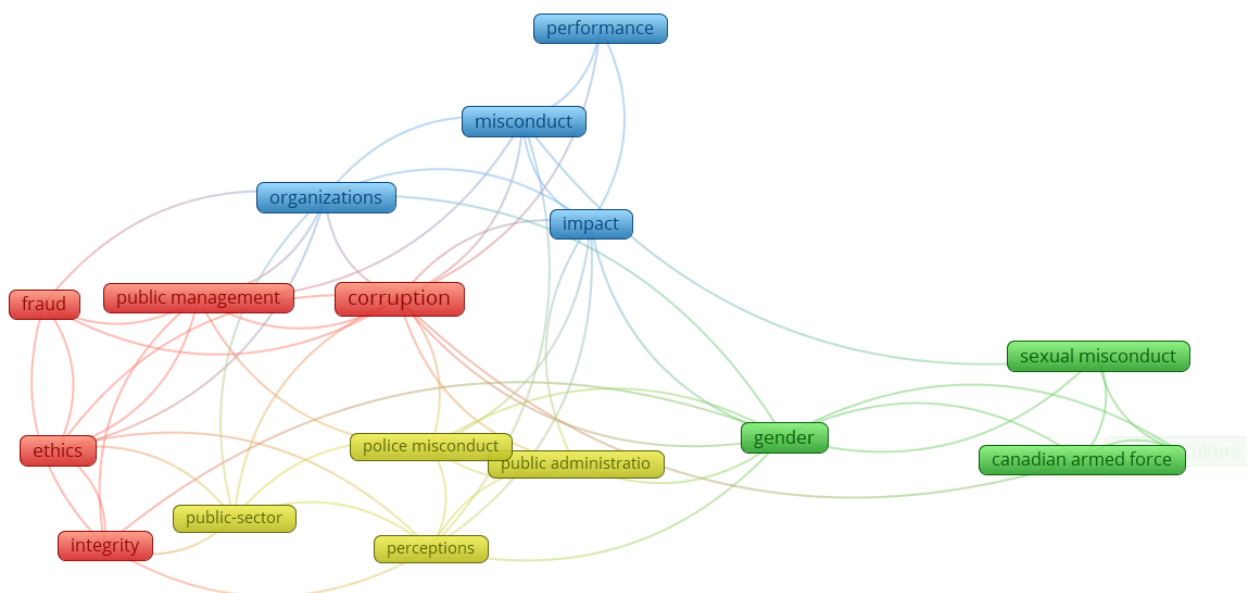 performance
misconduct
organizations
impact
fraud
public management
corruption
sexual misconduct
gender
police misconduct
ethics
public administratio
canadian armed force
culture
public-sector
integrity
perceptions